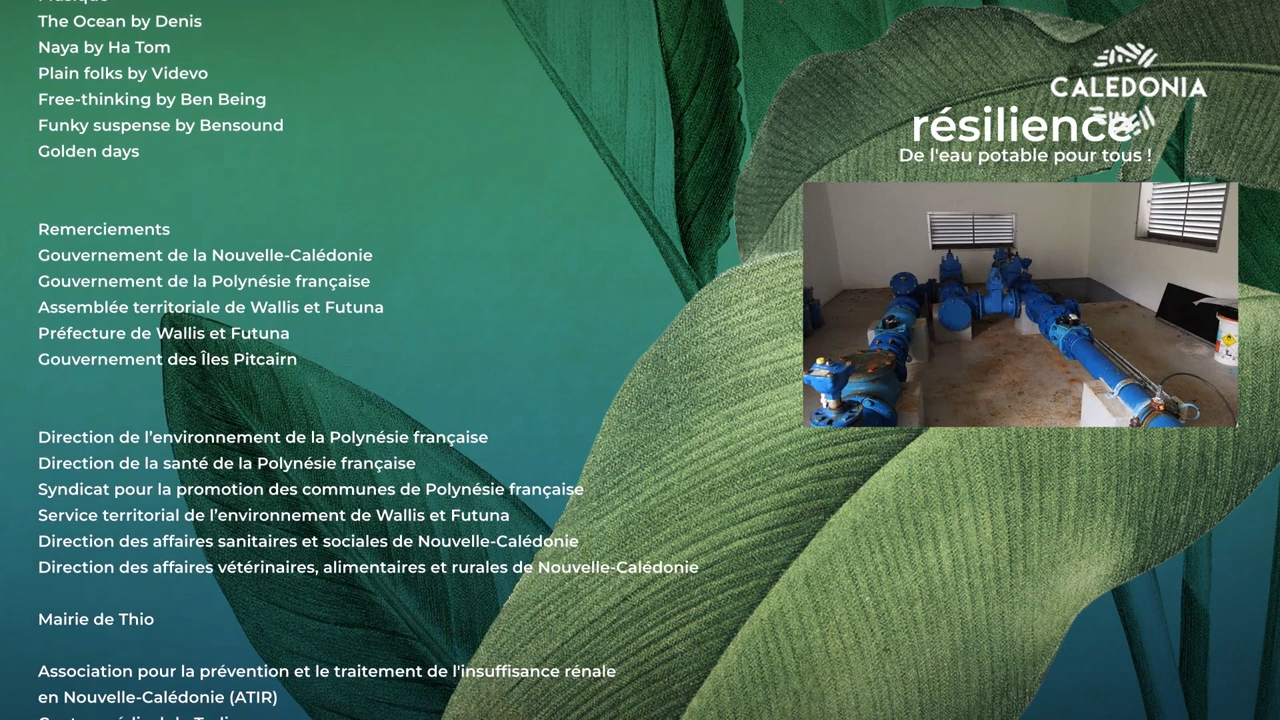 The Ocean by Denis
Naya by Ha Tom
Plain folks by Videvo
Free-thinking by Ben Being
Funky suspense by Bensound
Golden days
Remerciements
Gouvernement de la Nouvelle-Calédonie
Gouvernement de la Polynésie française
Assemblée territoriale de Wallis et Futuna
Préfecture de Wallis et Futuna
Gouvernement des Îles Pitcairn
Direction de l’environnement de la Polynésie française
Direction de la santé de la Polynésie française
Syndicat pour la promotion des communes de Polynésie française
Service territorial de l’environnement de Wallis et Futuna
Direction des affaires sanitaires et sociales de Nouvelle-Calédonie
Direction des affaires vétérinaires, alimentaires et rurales de Nouvelle-Calédonie
Mairie de Thio
Association pour la prévention et le traitement de l'insuffisance rénale
en Nouvelle-Calédonie (ATIR)
CALEDONIA
résilience
De l'eau potable pour tous !